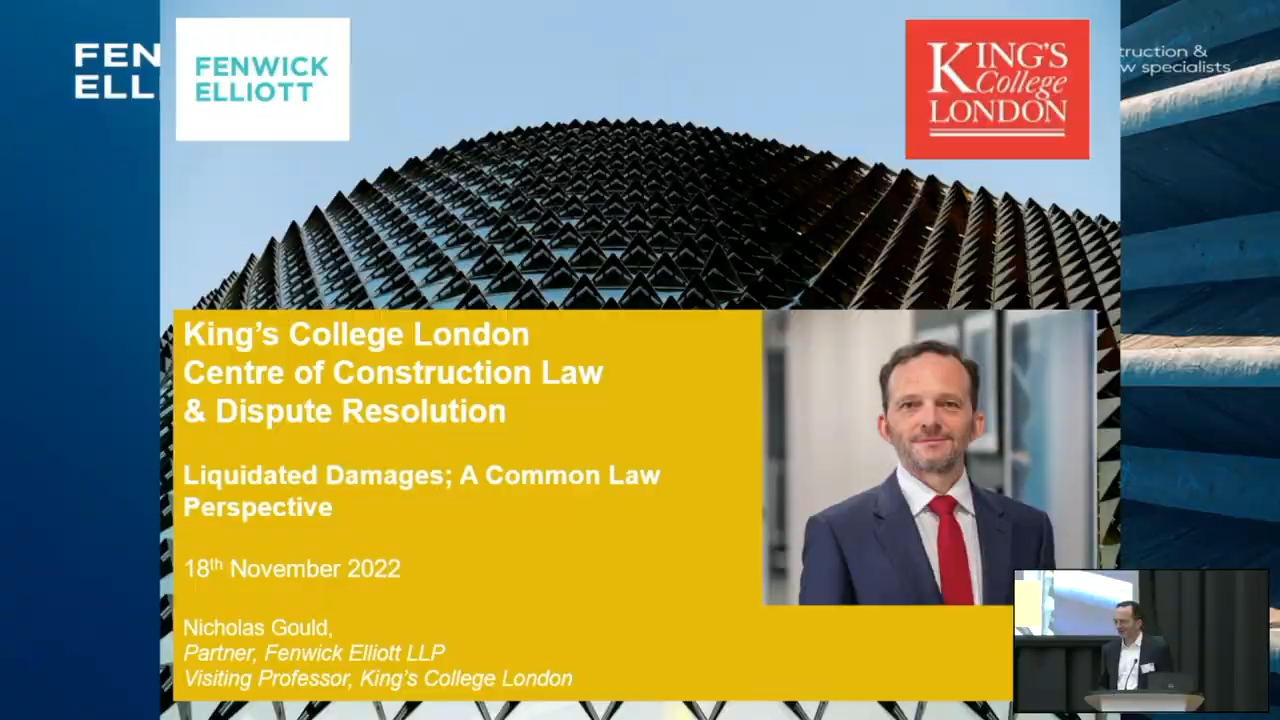 FEN
ELL
FENWICK
ELLIOTT
KING'S
College
LONDON
truction &
w specialists
King's College London
Centre of Construction Law
& Dispute Resolution
Liquidated Damages; A Common Law
Perspective
18th November 2022
Nicholas Gould,
Partner, Fenwick Elliott LLP
Visiting Professor, King's College London